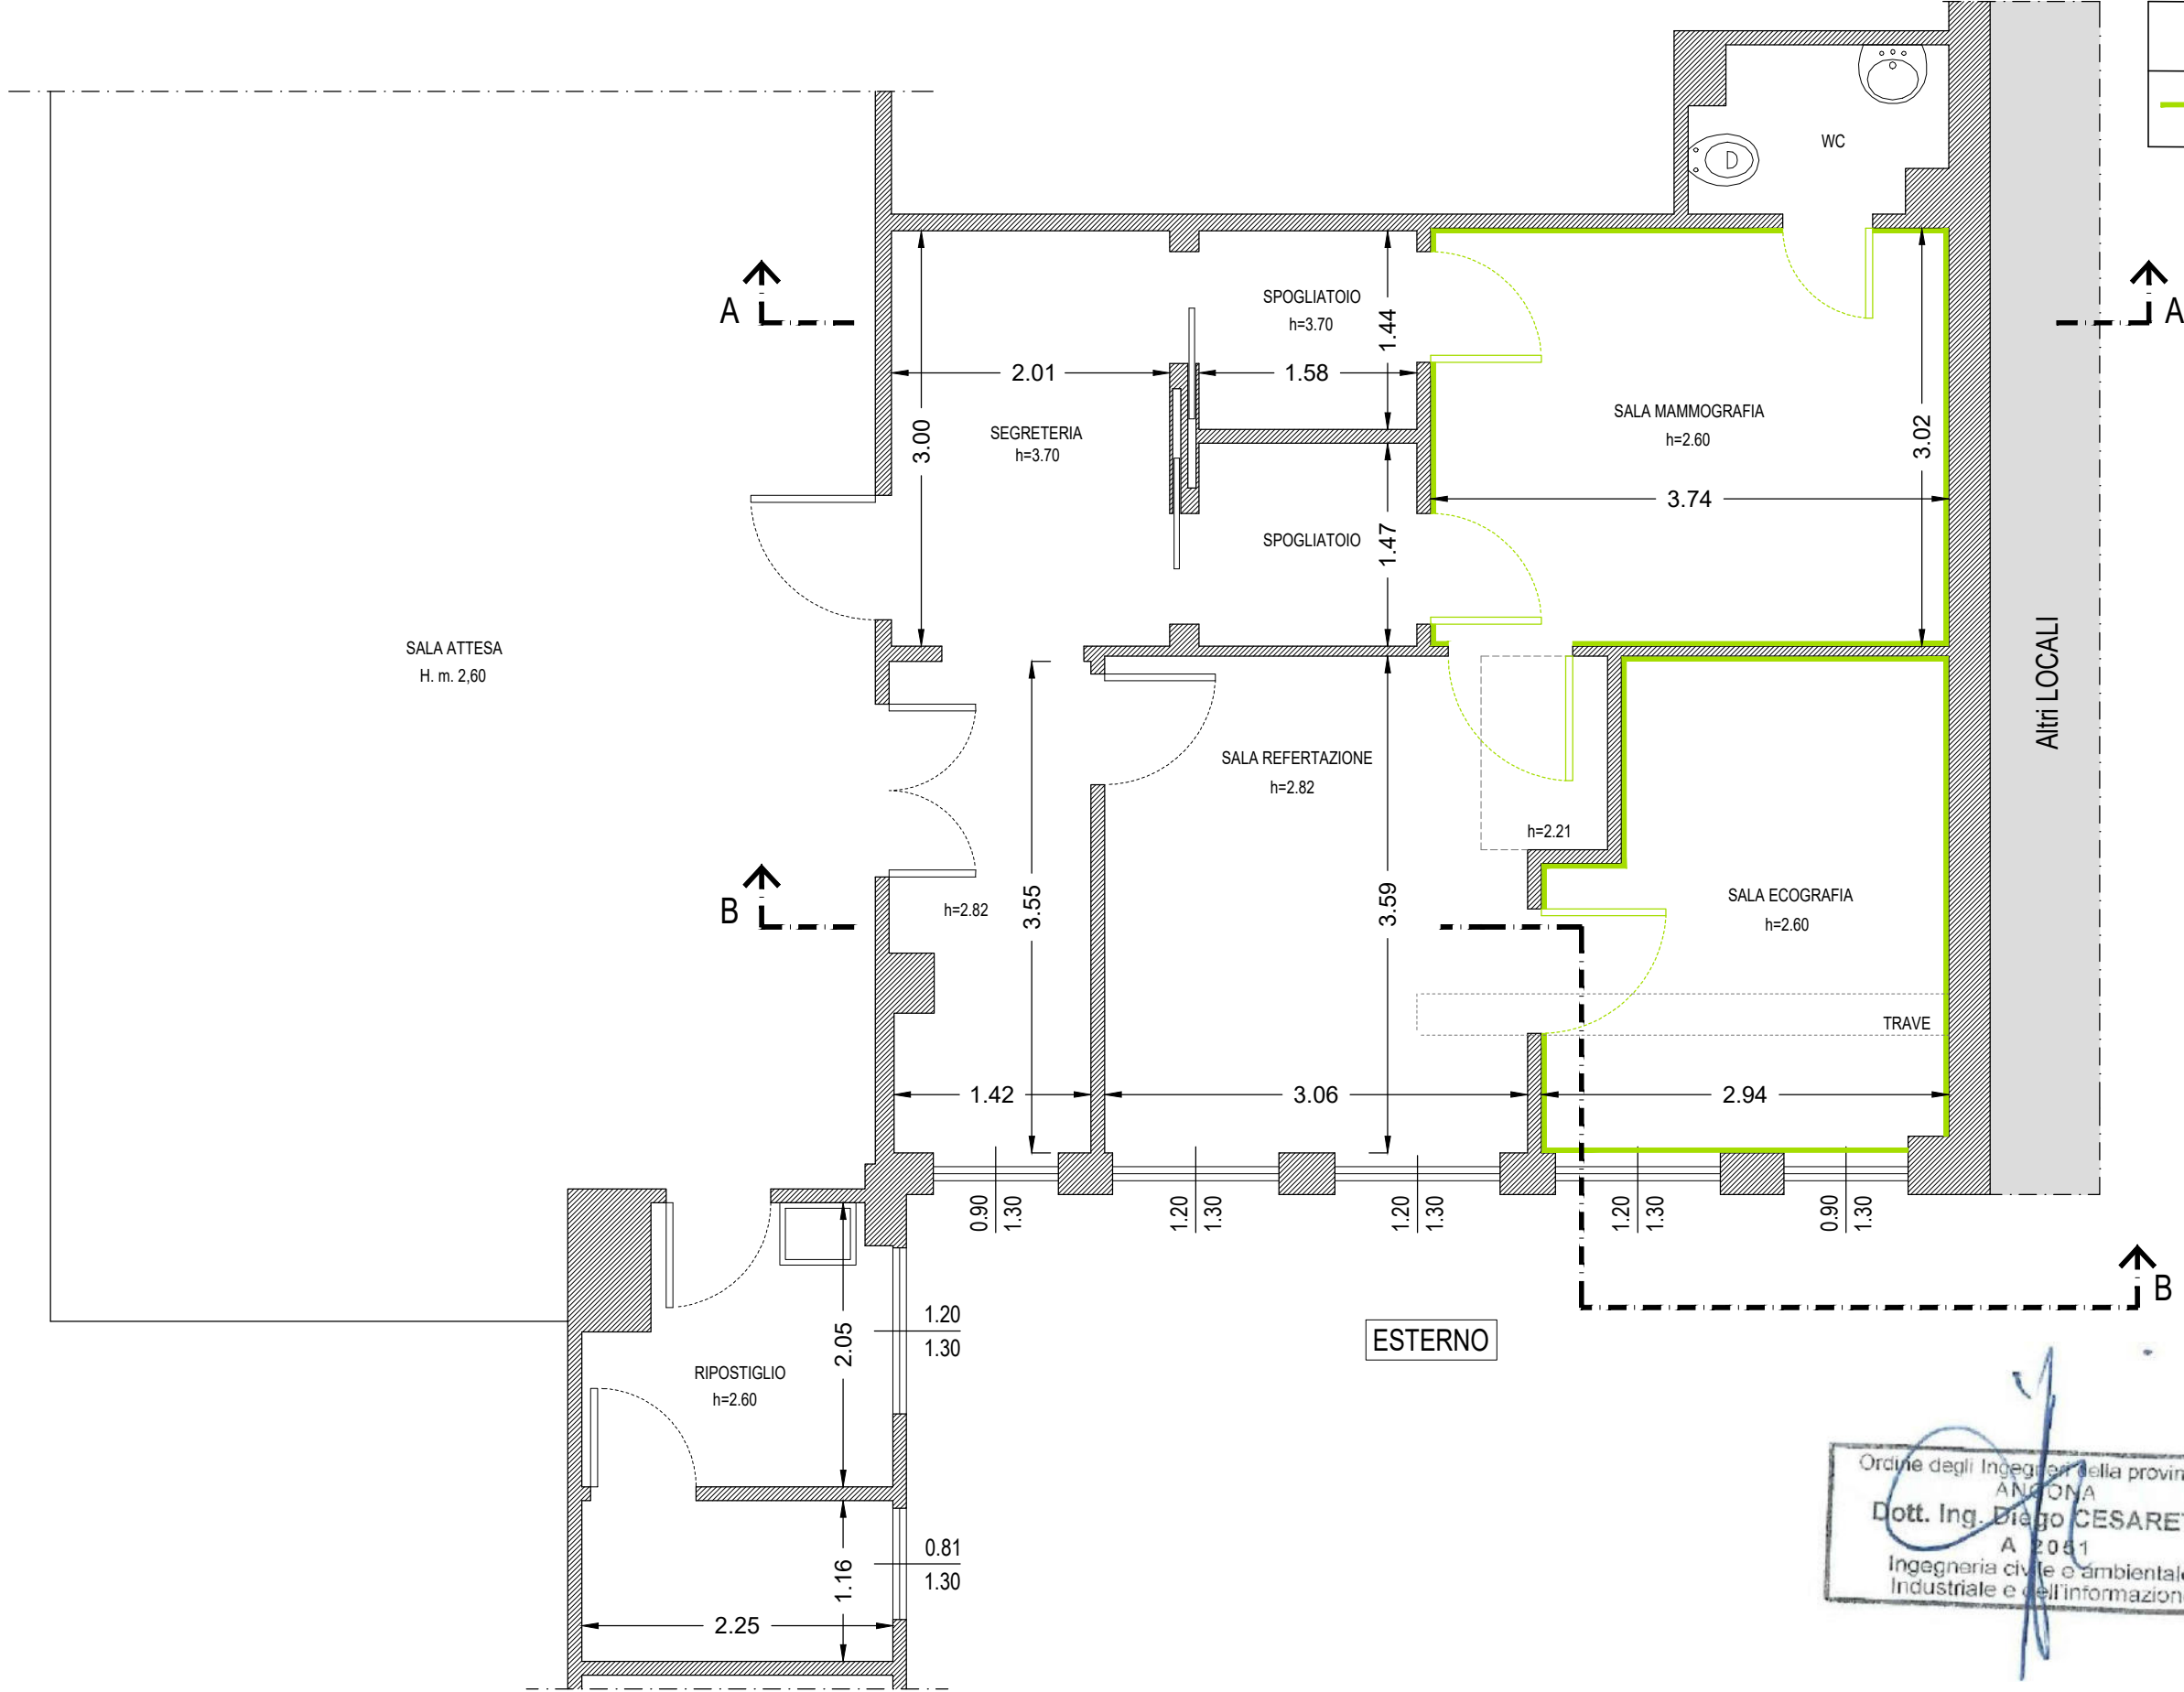 WC
A
A
SPOGLIATOIO
h=3.70
1.44
2.01
1.58
3.00
SEGRETERIA
h=3.70
SALA MAMMOGRAFIA
h=2.60
3.02
3.74
SPOGLIATOIO
1.47
SALA ATTESA
H. m. 2,60
Altri LOCALI
SALA REFERTAZIONE
h=2.82
h=2.21
B
h=2.82
3.55
3.59
SALA ECOGRAFIA
h=2.60
TRAVE
1.42
3.06
2.94
0.90
1.30
1.20
1.30
1.20
1.30
1.20
1.30
0.90
1.30
B
ESTERNO
1.20
1.30
2.05
RIPOSTIGLIO
h=2.60
0.81
1.30
1.16
2.25
Ordine degli Ingegneri della provin
ANCONA
Dott. Ing. Diego CESARE
A 2051
Ingegneria civile e ambientale
Industriale e dell'informazion
D